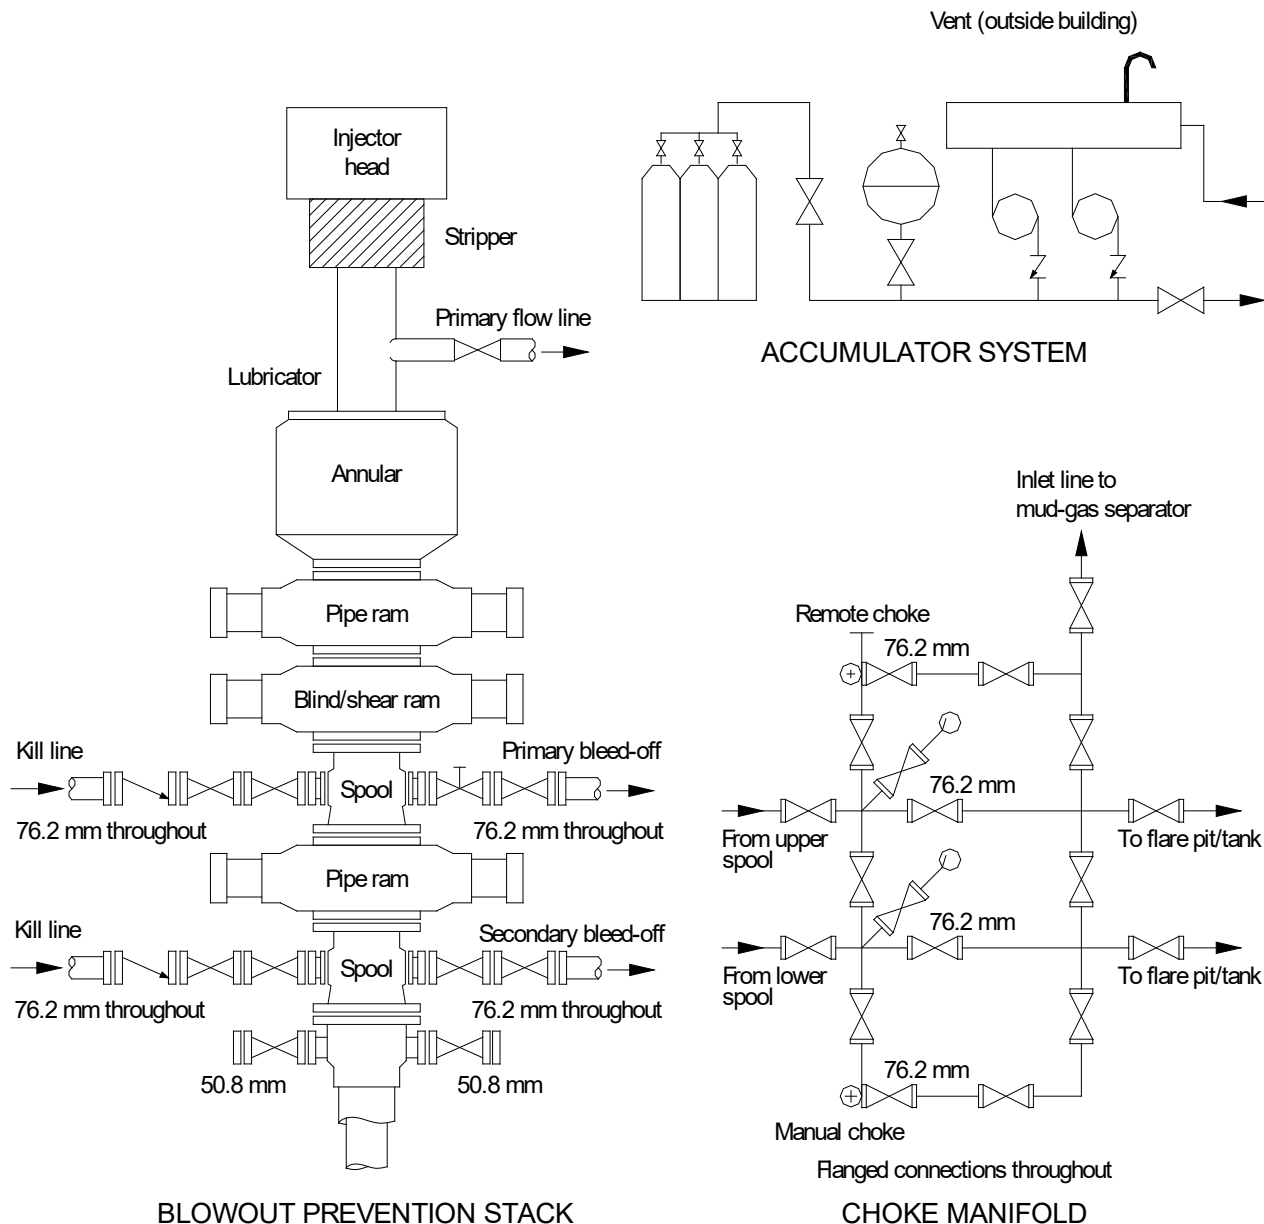 Vent (outside building)
Injector
head
Stripper
Primary flow line
Lubricator
ACCUMULATOR SYSTEM
Annular
Inlet line to
mud-gas separator
Pipe ram
Remote choke
76.2 mm
Blind/shear ram
Kill line
Primary bleed-off
Spool
76.2 mm throughout
76.2 mm throughout
76.2 mm
From upper
spool
To flare pit/tank
Pipe ram
Kill line
Secondary bleed-off
Spool
76.2 mm throughout
76.2 mm throughout
76.2 mm
From lower
spool
To flare pit/tank
50.8 mm
50.8 mm
76.2 mm
Manual choke
Flanged connections throughout
BLOWOUT PREVENTION STACK
CHOKE MANIFOLD